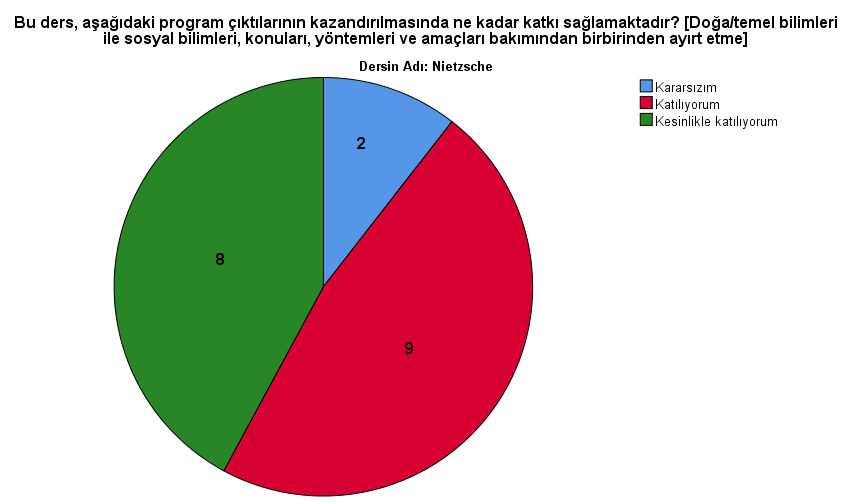 Bu ders, aşağıdaki program çıktılarının kazandırılmasında ne kadar katkı sağlamaktadır? [Doğa/temel bilimleri
ile sosyal bilimleri, konuları, yöntemleri ve amaçları bakımından birbirinden ayırt etme]
Dersin Adı: Nietzsche
Kararsızım
Katılıyorum
Kesinlikle katılıyorum
2
8
9